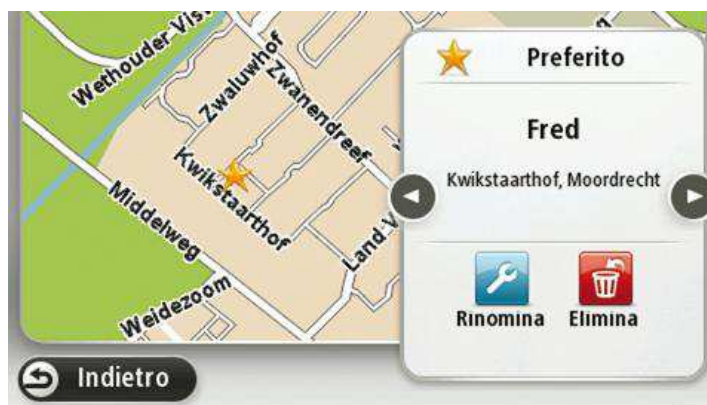 Wethouder Vis
Zwaluwhof
Zwanendreef
Kwikstaarthof
Middelweg
Land V
Weidezoom
Preferito
Fred
Kwikstaarthof, Moordrecht
Rinomina
Elimina
Indietro